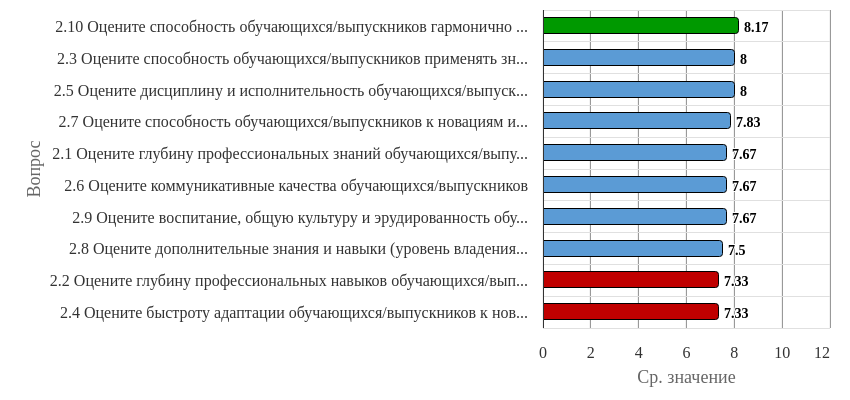 2.10 Оцените способность обучающихся/выпускников гармонично ... 8.17
2.3 Оцените способность обучающихся/выпускников применять зн... 8
2.5 Оцените дисциплину и исполнительность обучающихся/выпуск... 8
2.7 Оцените способность обучающихся/выпускников к новациям и... 7.83
2.1 Оцените глубину профессиональных знаний обучающихся/выпу... 7.67
2.6 Оцените коммуникативные качества обучающихся/выпускников 7.67
2.9 Оцените воспитание, общую культуру и эрудированность обу... 7.67
2.8 Оцените дополнительные знания и навыки (уровень владения... 7.5
2.2 Оцените глубину профессиональных навыков обучающихся/вып... 7.33
2.4 Оцените быстроту адаптации обучающихся/выпускников к нов... 7.33
Вопрос
0 2 4 6 8 10 12
Ср. значение